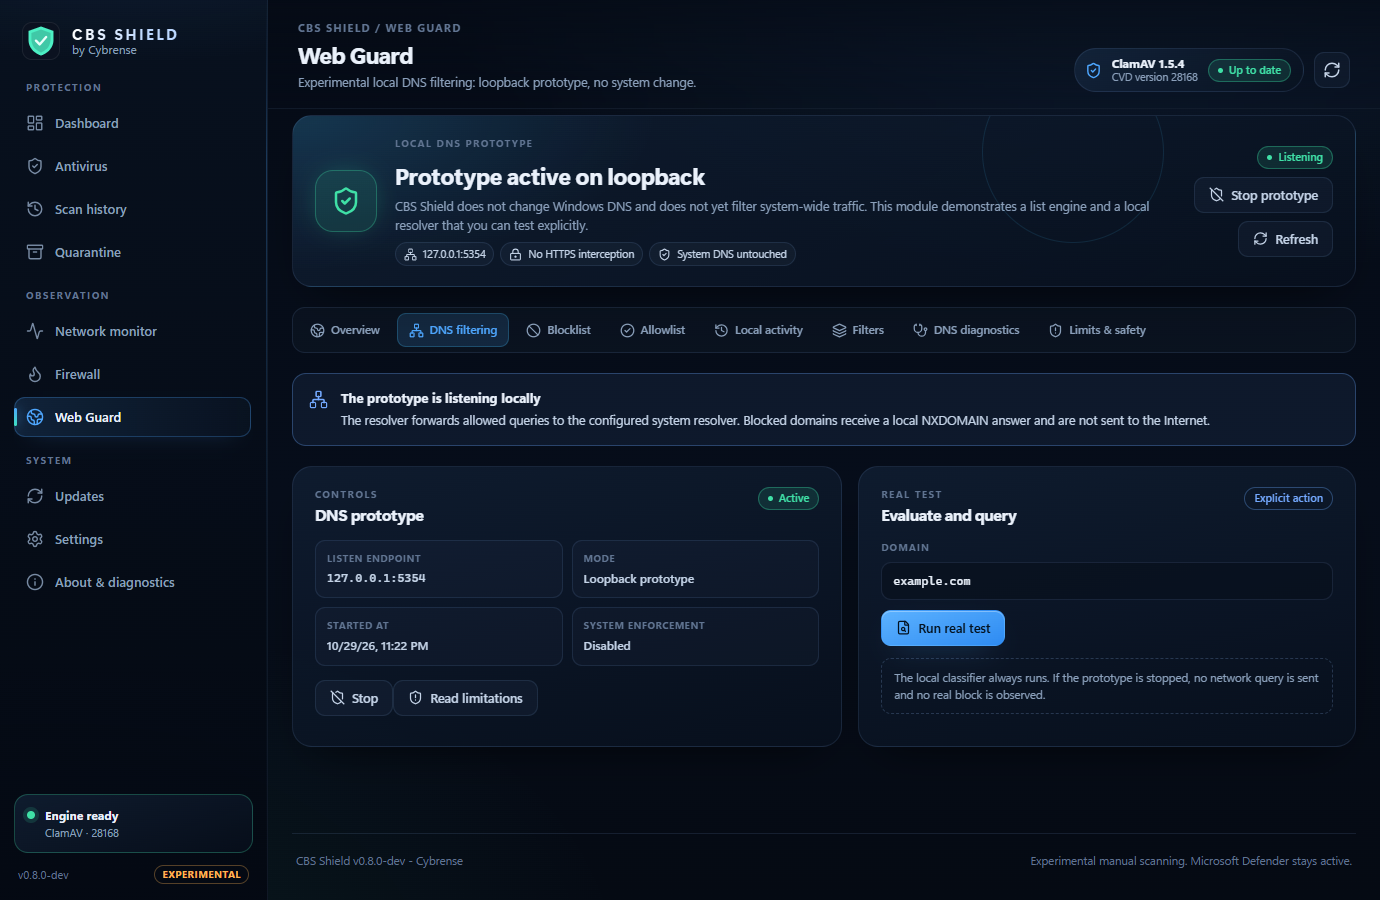 CBS SHIELD
by Cybrense
PROTECTION
Dashboard
Antivirus
Scan history
Quarantine
OBSERVATION
Network monitor
Firewall
Web Guard
SYSTEM
Updates
Settings
About & diagnostics
Engine ready
ClamAV · 28168
v0.8.0-dev
EXPERIMENTAL
CBS SHIELD / WEB GUARD
Web Guard
Experimental local DNS filtering: loopback prototype, no system change.
ClamAV 1.5.4
CVD version 28168
Up to date
LOCAL DNS PROTOTYPE
Prototype active on loopback
CBS Shield does not change Windows DNS and does not yet filter system-wide traffic. This module demonstrates a list engine and a local
resolver that you can test explicitly.
127.0.0.1:5354
No HTTPS interception
System DNS untouched
Listening
Stop prototype
Refresh
Overview
DNS filtering
Blocklist
Allowlist
Local activity
Filters
DNS diagnostics
Limits & safety
The prototype is listening locally
The resolver forwards allowed queries to the configured system resolver. Blocked domains receive a local NXDOMAIN answer and are not sent to the Internet.
CONTROLS
DNS prototype
Active
LISTEN ENDPOINT
127.0.0.1:5354
MODE
Loopback prototype
STARTED AT
10/29/26, 11:22 PM
SYSTEM ENFORCEMENT
Disabled
Stop
Read limitations
REAL TEST
Evaluate and query
Explicit action
DOMAIN
example.com
Run real test
The local classifier always runs. If the prototype is stopped, no network query is sent
and no real block is observed.
CBS Shield v0.8.0-dev - Cybrense
Experimental manual scanning. Microsoft Defender stays active.